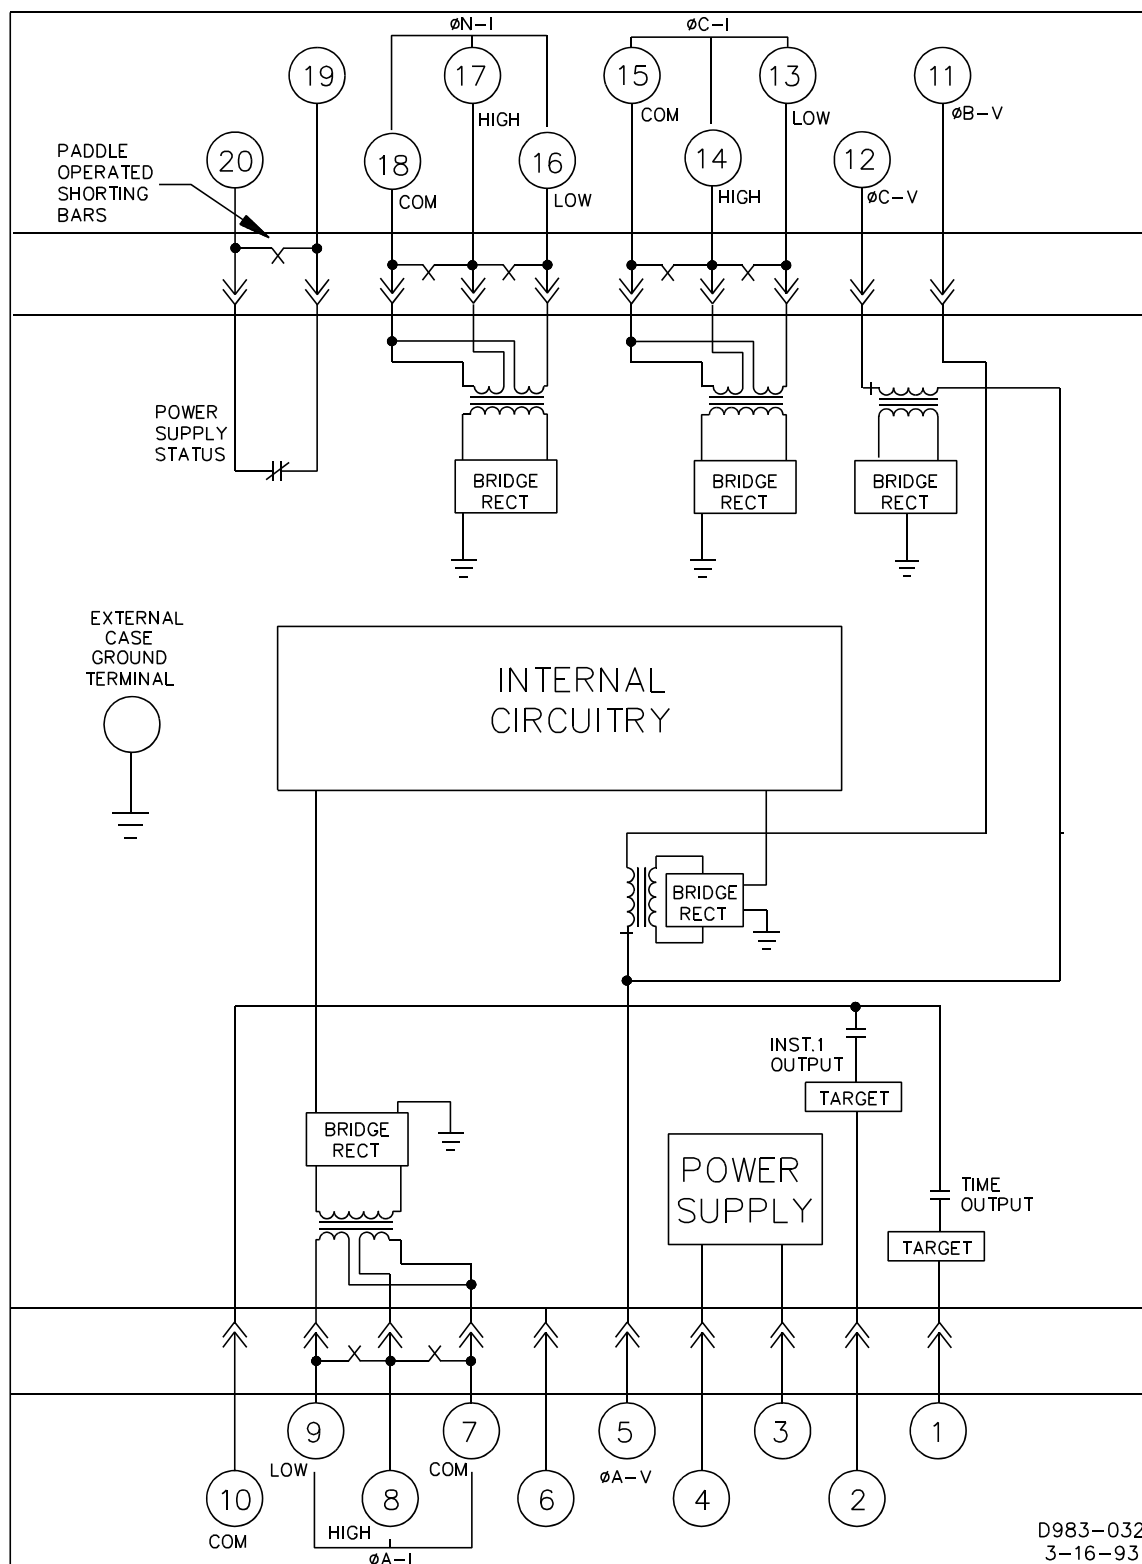 øN-I
øC-I
19
17
15
13
11
COM
HIGH
LOW
øB-V
PADDLE
OPERATED
SHORTING
BARS
20
18
16
14
12
COM
LOW
HIGH
øC-V
POWER
SUPPLY
STATUS
BRIDGE
RECT
BRIDGE
RECT
BRIDGE
RECT
EXTERNAL
CASE
GROUND
TERMINAL
INTERNAL
CIRCUITRY
BRIDGE
RECT
INST.1
OUTPUT
TARGET
BRIDGE
RECT
POWER
SUPPLY
TIME
OUTPUT
TARGET
9
7
5
3
1
LOW
COM
øA-V
10
8
6
4
2
COM
HIGH
øA-I
D983-032
3-16-93